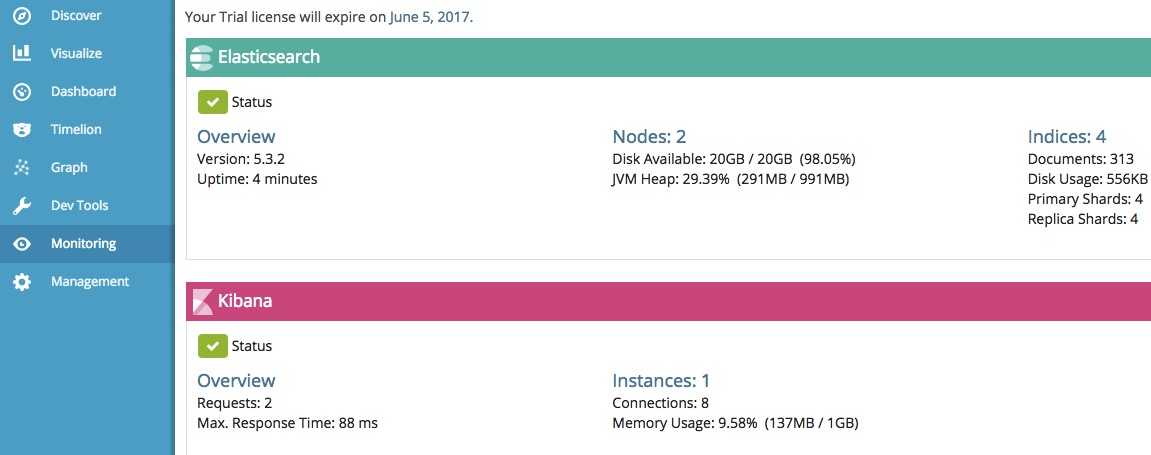 Discover
Visualize
Dashboard
Timelion
Graph
Dev Tools
Monitoring
Management
Your Trial license will expire on June 5, 2017.
Elasticsearch
Status
Overview
Version: 5.3.2
Uptime: 4 minutes
Nodes: 2
Disk Available: 20GB / 20GB (98.05%)
JVM Heap: 29.39% (291MB / 991MB)
Indices: 4
Documents: 313
Disk Usage: 556KB
Primary Shards: 4
Replica Shards: 4
Kibana
Status
Overview
Requests: 2
Max. Response Time: 88 ms
Instances: 1
Connections: 8
Memory Usage: 9.58% (137MB / 1GB)